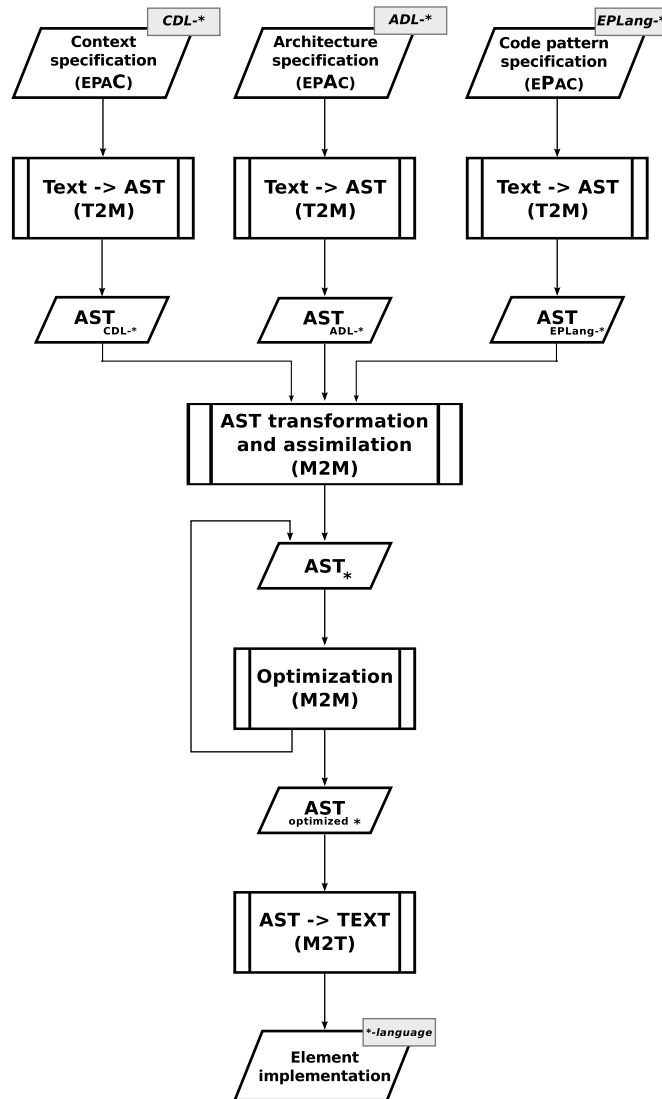 CDL-*
Context
specification
(EPAC)
ADL-*
Architecture
specification
(EPAC)
EPLang-*
Code pattern
specification
(EPAC)
Text -> AST
(T2M)
Text -> AST
(T2M)
Text -> AST
(T2M)
AST CDL-*
AST ADL-*
AST EPLang-*
AST transformation
and assimilation
(M2M)
AST *
Optimization
(M2M)
AST
optimized *
AST -> TEXT
(M2T)
*-language
Element
implementation